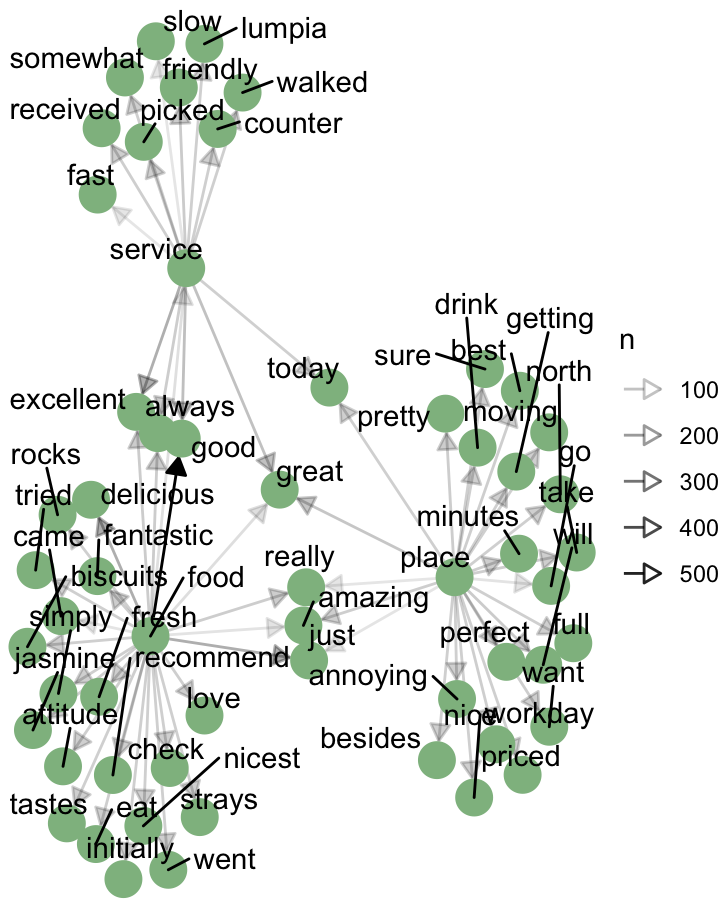 slow
lumpia
somewhat
friendly
walked
received
picked
counter
fast
service
drink
getting
n
sure
best
north
today
100
excellent
always
pretty
moving
200
good
rocks
go
great
300
tried
delicious
take
minutes
400
came
fantastic
will
really
place
500
biscuits
food
amazing
simply
fresh
just
perfect
full
jasmine
recommend
annoying
want
love
attitude
nice
workday
besides
check
nicest
priced
tastes
eat
strays
initially
went